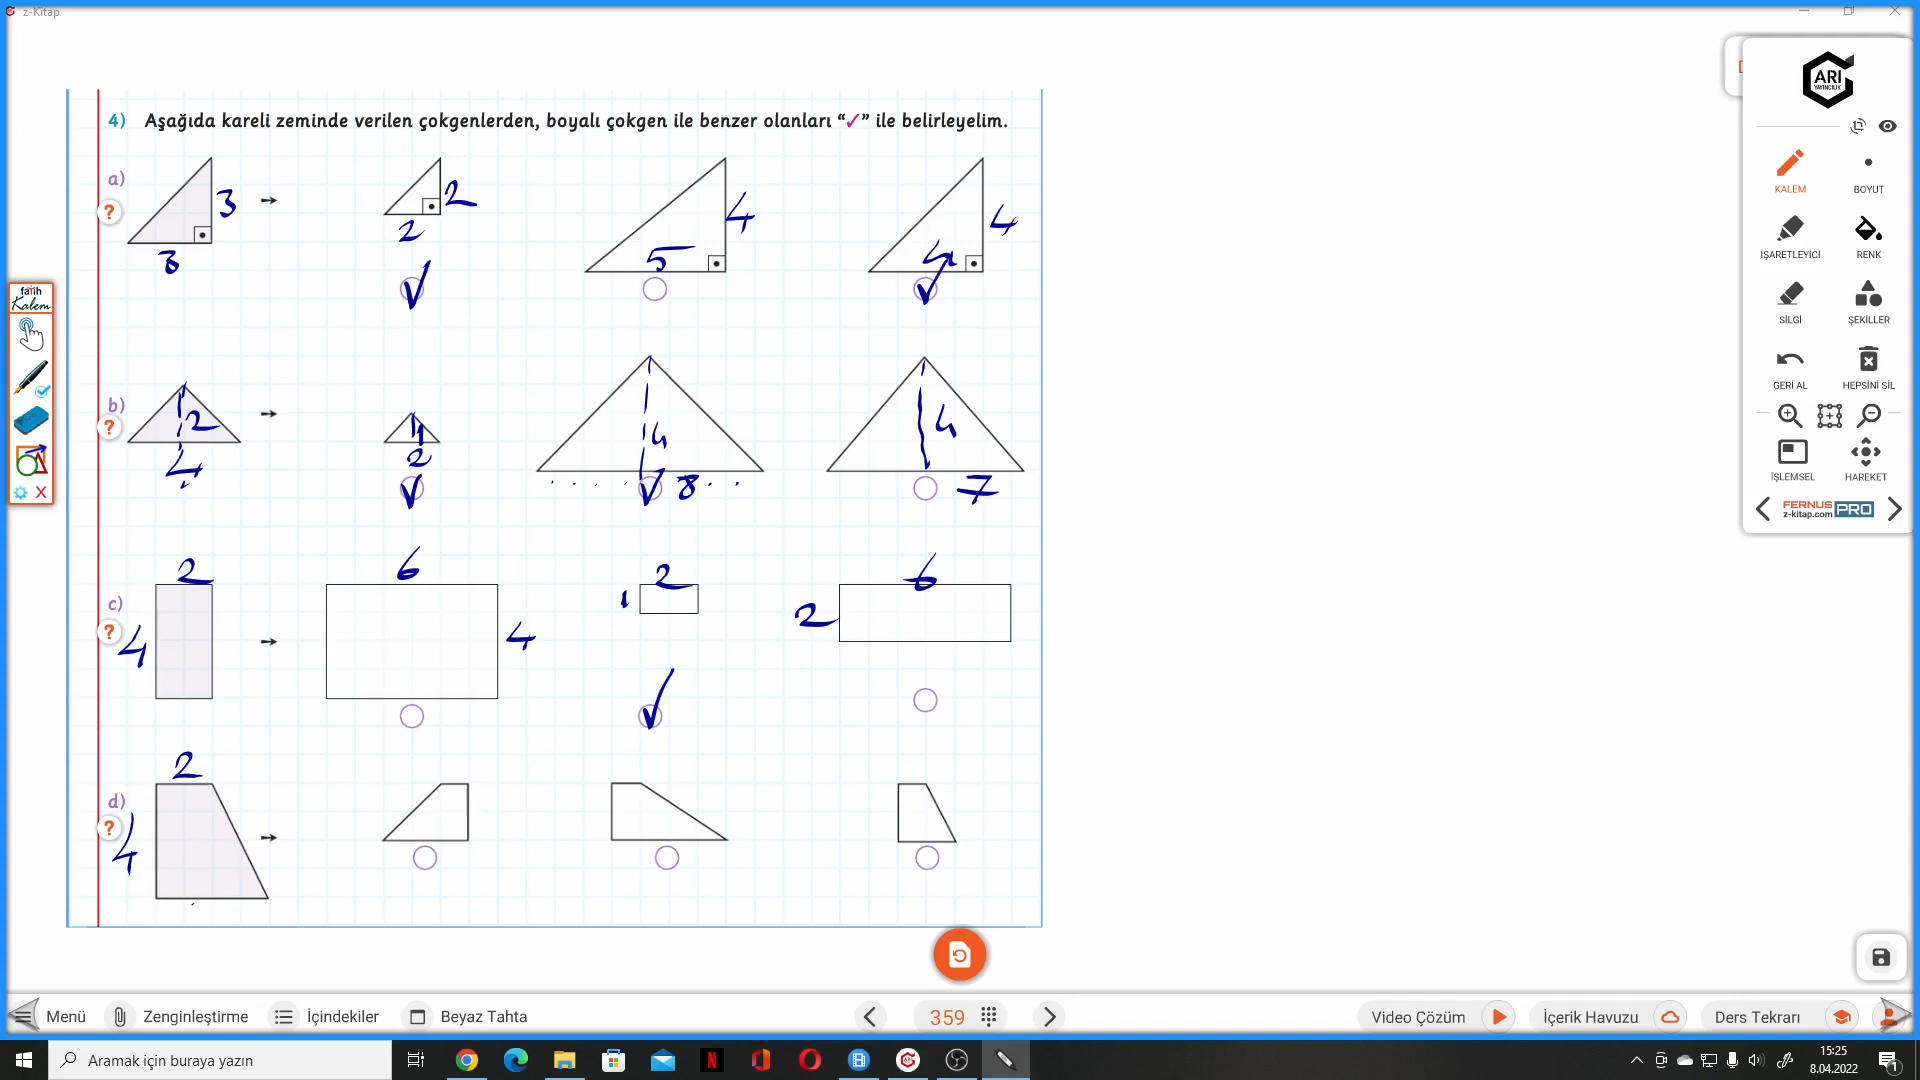 z-Kitap
4) Aşağıda kareli zeminde verilen çokgenlerden, boyalı çokgen ile benzer olanları “✓” ile belirleyelim.
a)
?
3
3
2
2
4
5
4
4
b)
?
2
4
1
2
4
8
4
7
c)
?
2
4
6
4
2
1
6
2
d)
?
2
4
fatih
Kalem
ARI
YAYINCILIK
KALEM
BOYUT
İŞARETLEYİCİ
RENK
SİLGİ
ŞEKİLLER
GERİ AL
HEPSİNİ SİL
İŞLEMSEL
HAREKET
FERNUS
z-kitap.com PRO
Menü
Zenginleştirme
İçindekiler
Beyaz Tahta
359
Video Çözüm
İçerik Havuzu
Ders Tekrarı
Aramak için buraya yazın
15:25
8.04.2022
1